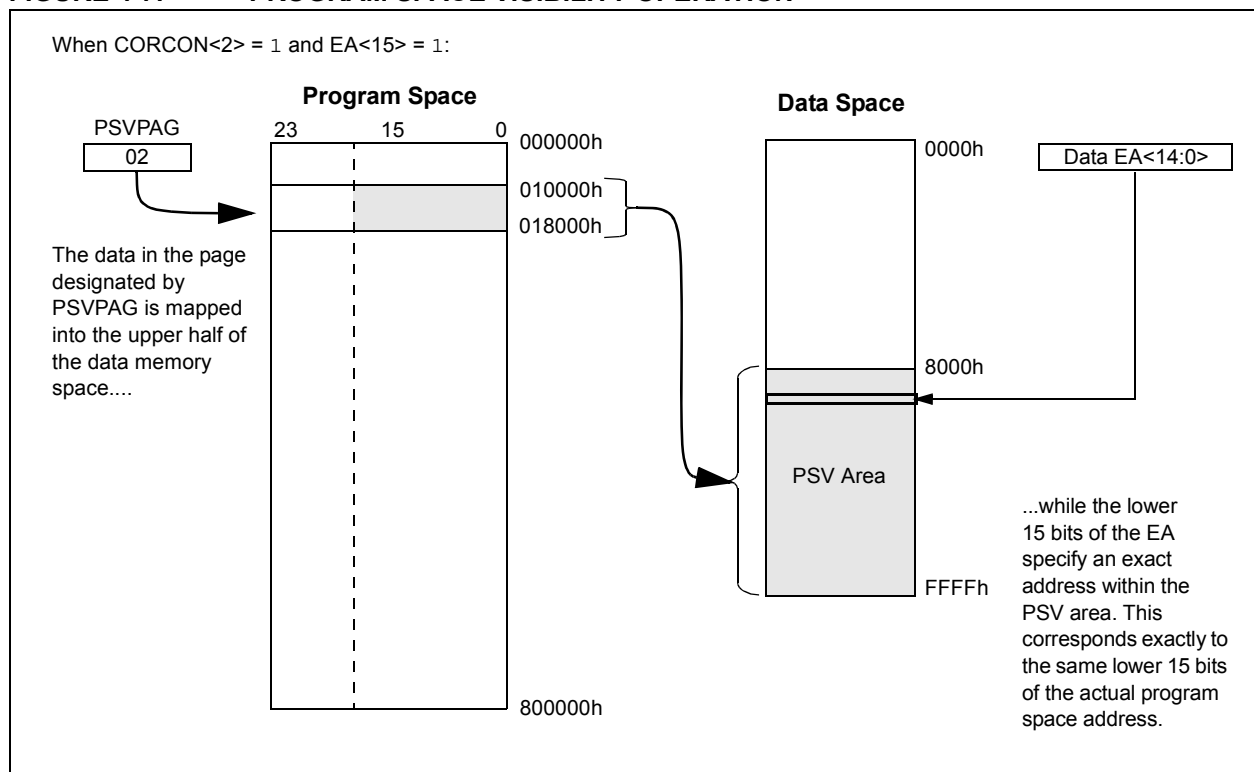 When CORCON<2> = 1 and EA<15> = 1:
Program Space
Data Space
PSVPAG
02
23 15 0
000000h
010000h
018000h
800000h
The data in the page
designated by
PSVPAG is mapped
into the upper half of
the data memory
space....
0000h
8000h
PSV Area
FFFFh
Data EA<14:0>
...while the lower
15 bits of the EA
specify an exact
address within the
PSV area. This
corresponds exactly to
the same lower 15 bits
of the actual program
space address.